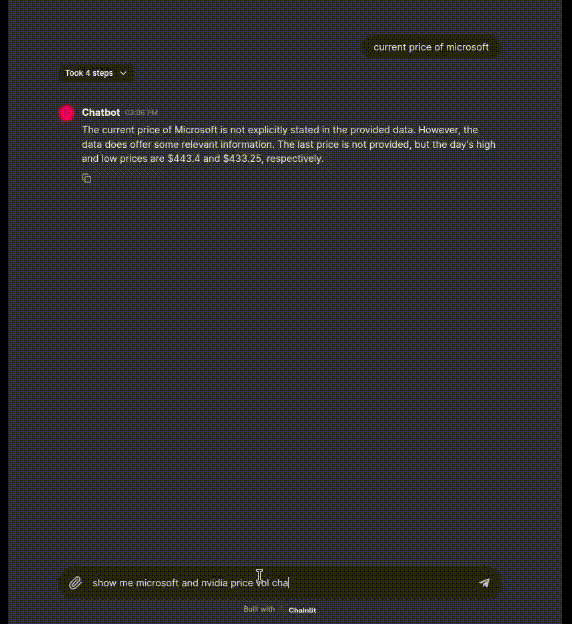 current price of microsoft
Took 4 steps
Chatbot 03:06 PM
The current price of Microsoft is not explicitly stated in the provided data. However, the
data does offer some relevant information. The last price is not provided, but the day's high
and low prices are $443.4 and $433.25, respectively.
show me microsoft and nvidia price vol cha
Built with Chainlit